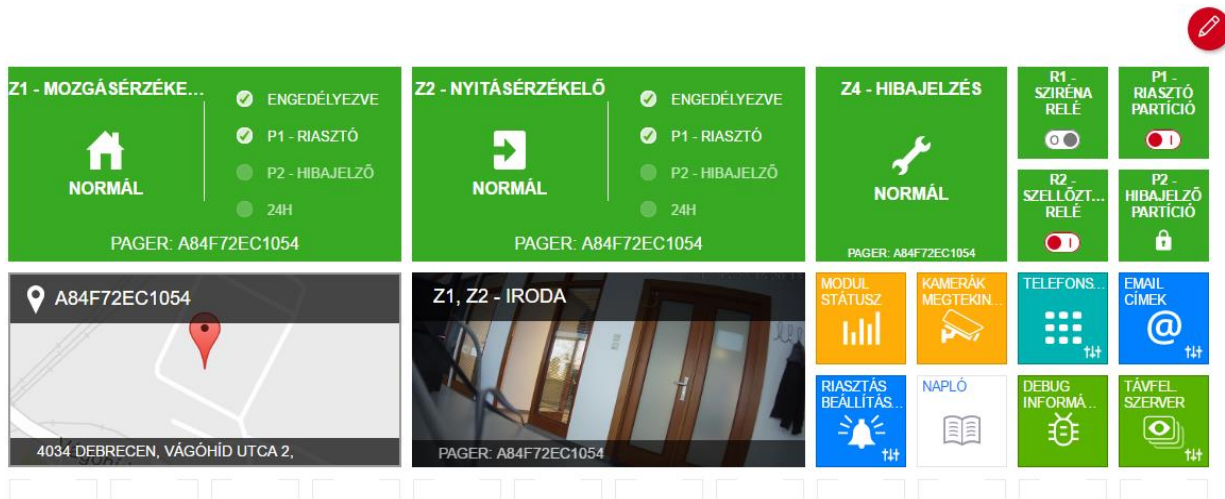 Z1 - MOZGÁSÉRZÉKE...
NORMÁL
ENGEDÉLYEZVE
P1 - RIASZTÓ
P2 - HIBAJELZŐ
24H
PAGER: A84F72EC1054
Z2 - NYITÁSÉRZÉKELŐ
NORMÁL
ENGEDÉLYEZVE
P1 - RIASZTÓ
P2 - HIBAJELZŐ
24H
PAGER: A84F72EC1054
Z4 - HIBAJELZÉS
NORMÁL
PAGER: A84F72EC1054
R1 -
SZIRÉNA
RELÉ
P1 -
RIASZTÓ
PARTÍCIÓ
R2 -
SZELLŐZT...
RELÉ
P2 -
HIBAJELZŐ
PARTÍCIÓ
A84F72EC1054
4034 DEBRECEN, VÁGÓHÍD UTCA 2,
Z1, Z2 - IRODA
PAGER: A84F72EC1054
MODUL
STÁTUSZ
KAMERÁK
MEGTEKIN...
TELEFONS...
EMAIL
CÍMEK
RIASZTÁS
BEÁLLÍTÁS...
NAPLÓ
DEBUG
INFORMÁ...
TÁVFEL.
SZERVER